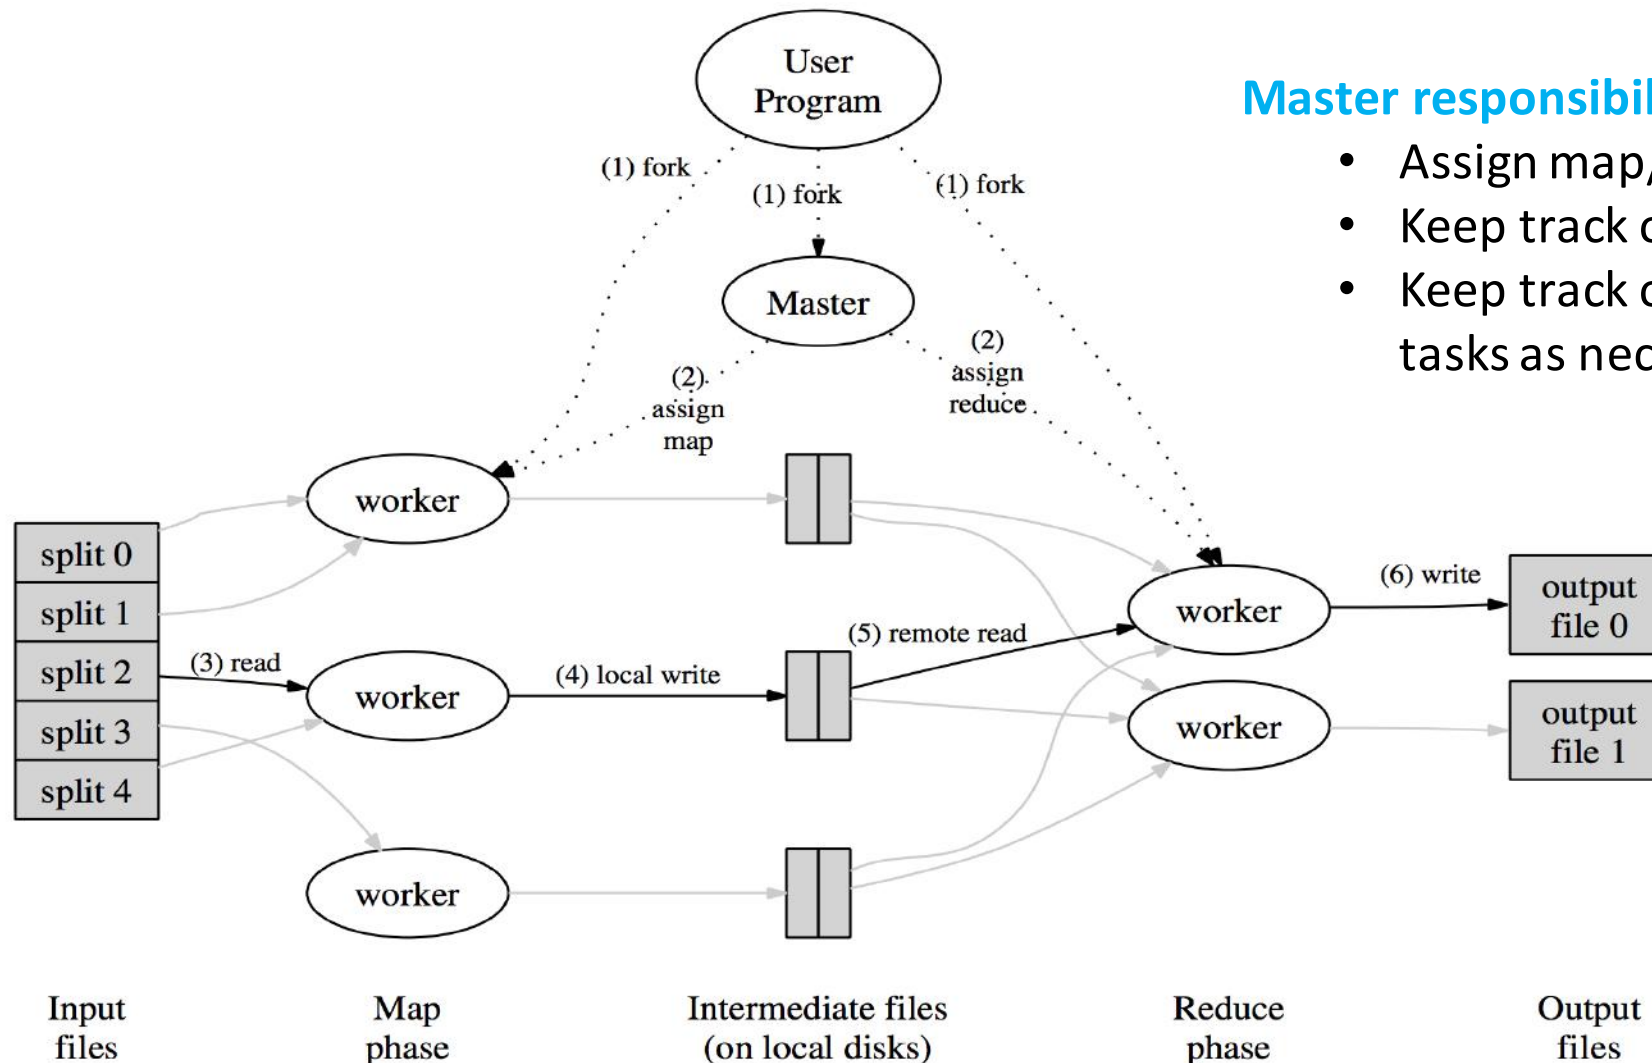 User
Program
Master responsibil
• Assign map,
• Keep track
• Keep track
tasks as nec
(1) fork
(1) fork
(1) fork
Master
(2)
assign
map
(2)
assign
reduce
worker
split 0
split 1
split 2
split 3
split 4
(3) read
worker
(4) local write
(5) remote read
worker
(6) write
output
file 0
worker
output
file 1
worker
Input
files
Map
phase
Intermediate files
(on local disks)
Reduce
phase
Output
files